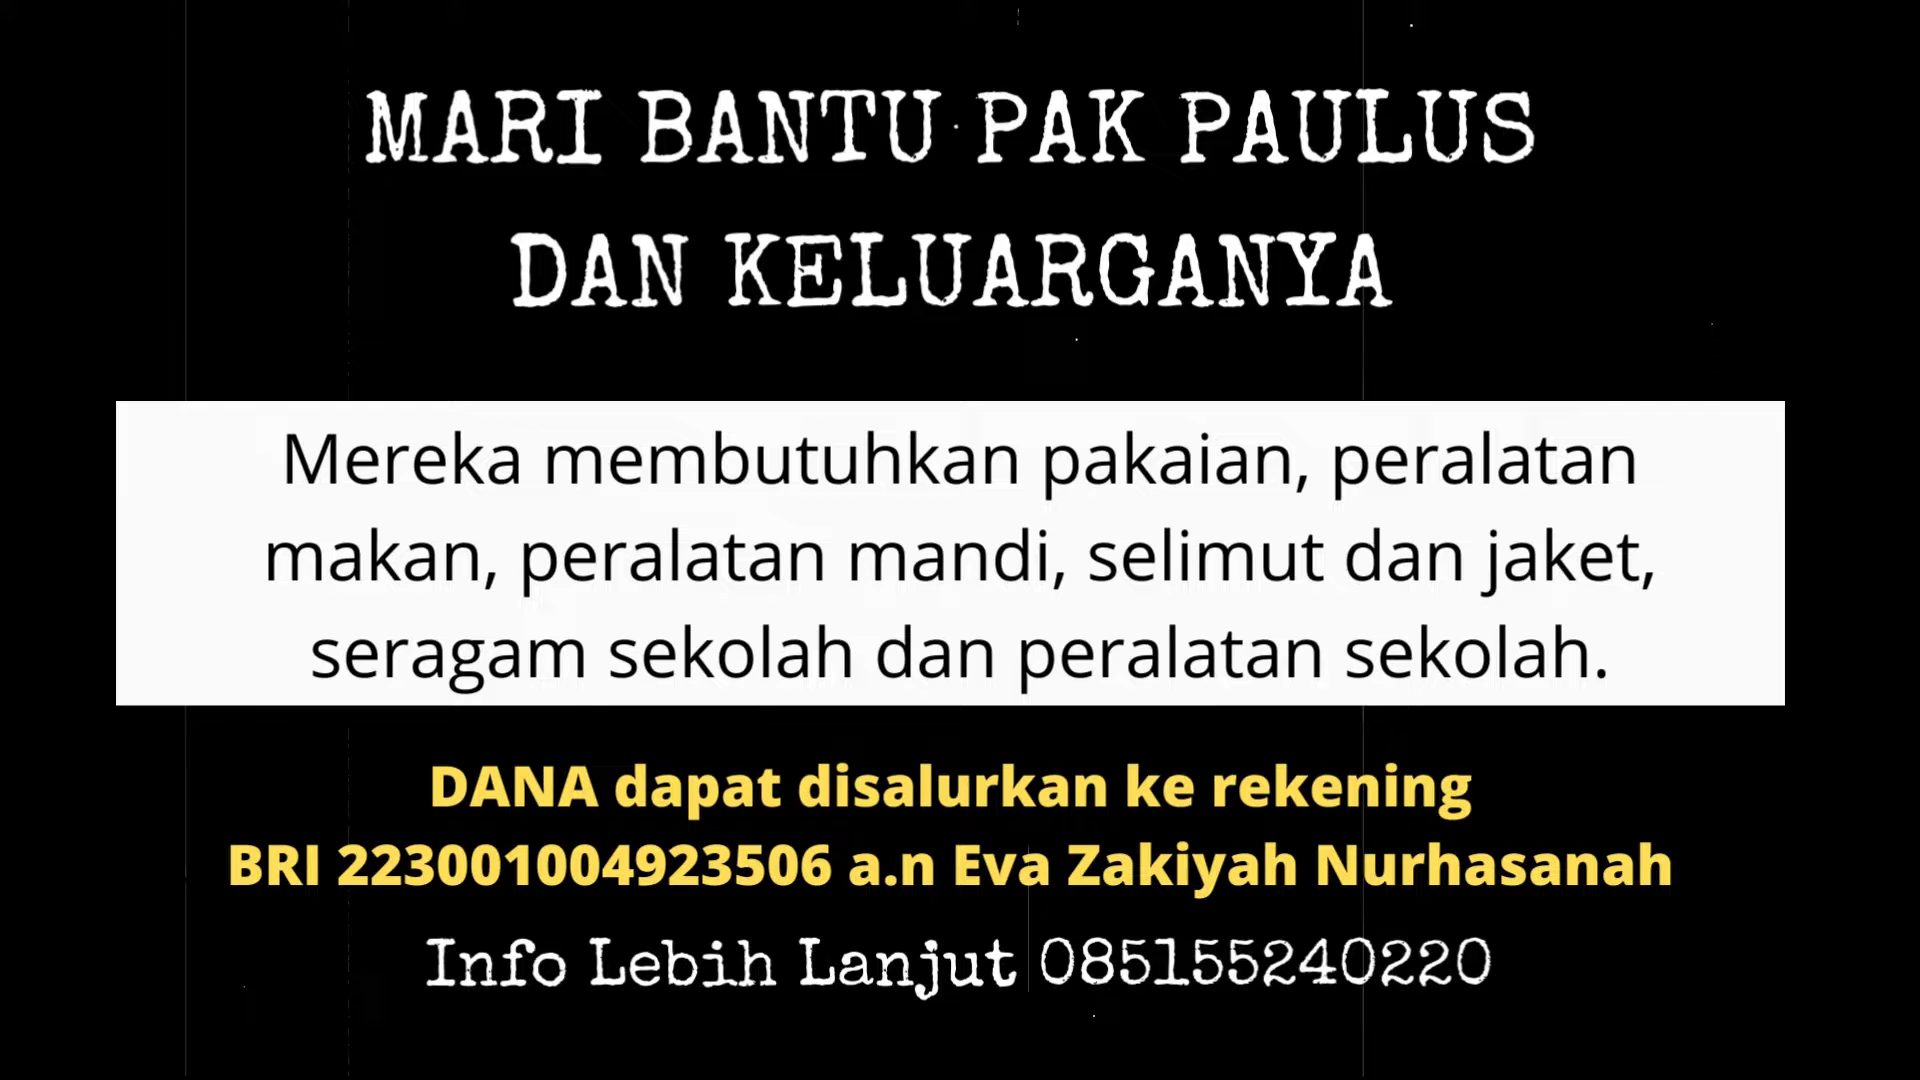 MARI BANTU PAK PAULUS
DAN KELUARGANYA
Mereka membutuhkan pakaian, peralatan
makan, peralatan mandi, selimut dan jaket,
seragam sekolah dan peralatan sekolah.
DANA dapat disalurkan ke rekening
BRI 223001004923506 a.n Eva Zakiyah Nurhasanah
Info Lebih Lanjut 085155240220